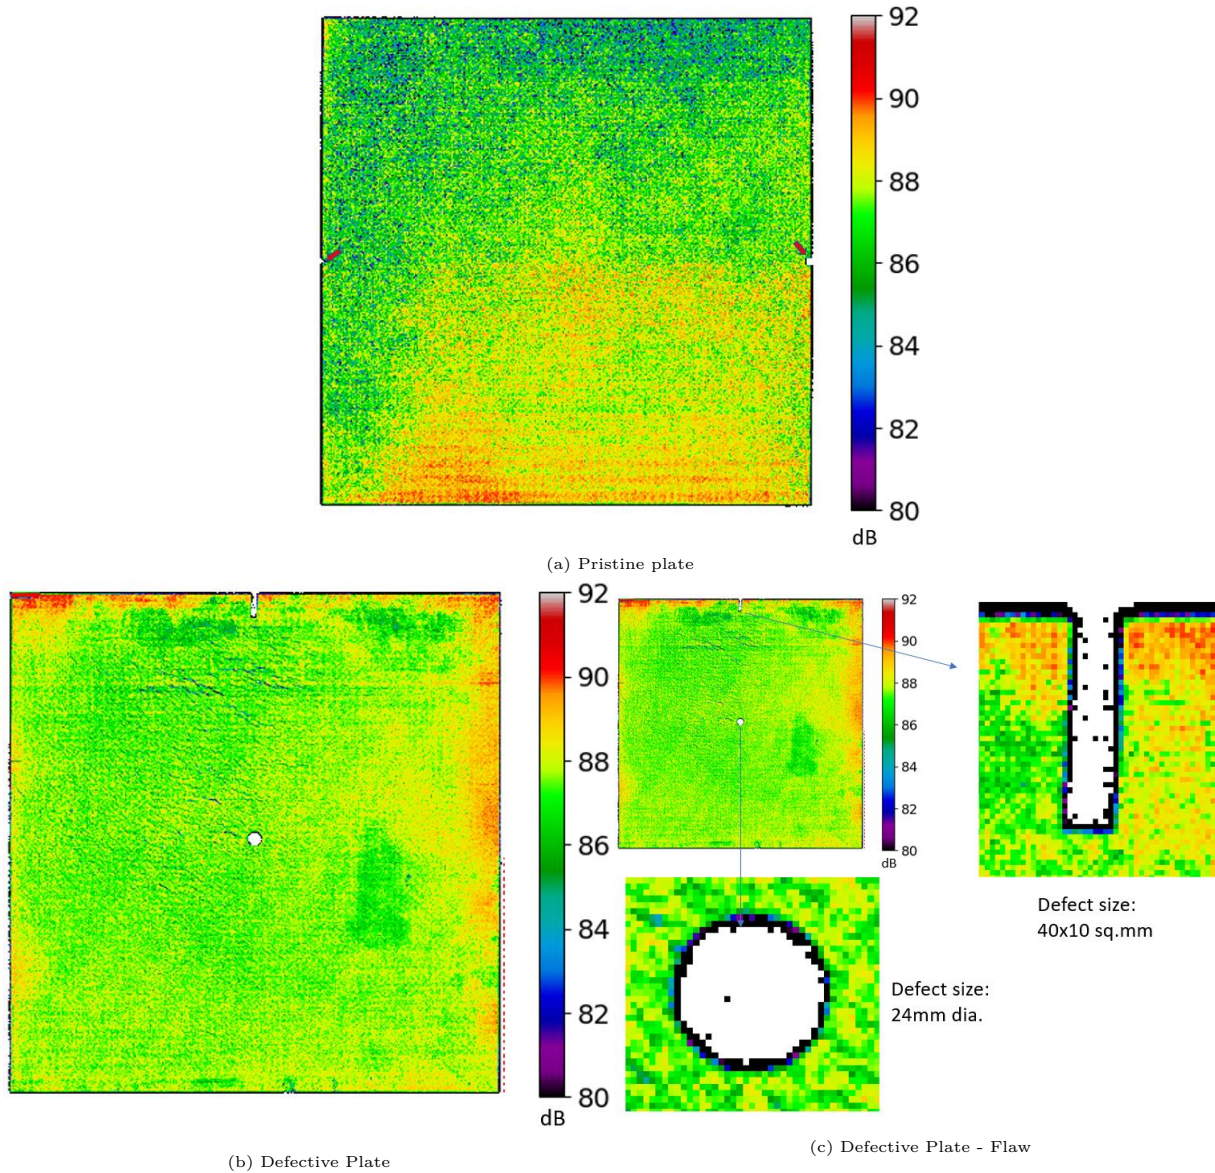 92
90
88
86
84
82
80
dB
(a) Pristine plate
92
90
88
86
84
82
80
dB
(b) Defective Plate
92
90
88
86
84
82
80
dB
Defect size:
40x10 sq.mm
Defect size:
24mm dia.
(c) Defective Plate - Flaw